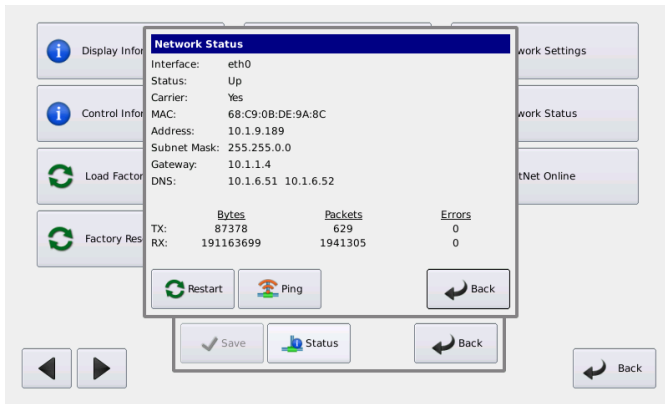 Display Infor
Control Infor
Load Factor
Factory Res
work Settings
work Status
tNet Online
Network Status
Interface: eth0
Status: Up
Carrier: Yes
MAC: 68:C9:0B:DE:9A:8C
Address: 10.1.9.189
Subnet Mask: 255.255.0.0
Gateway: 10.1.1.4
DNS: 10.1.6.51 10.1.6.52
Bytes Packets Errors
TX: 87378 629 0
RX: 191163699 1941305 0
Restart Ping Back
Save Status Back
Back